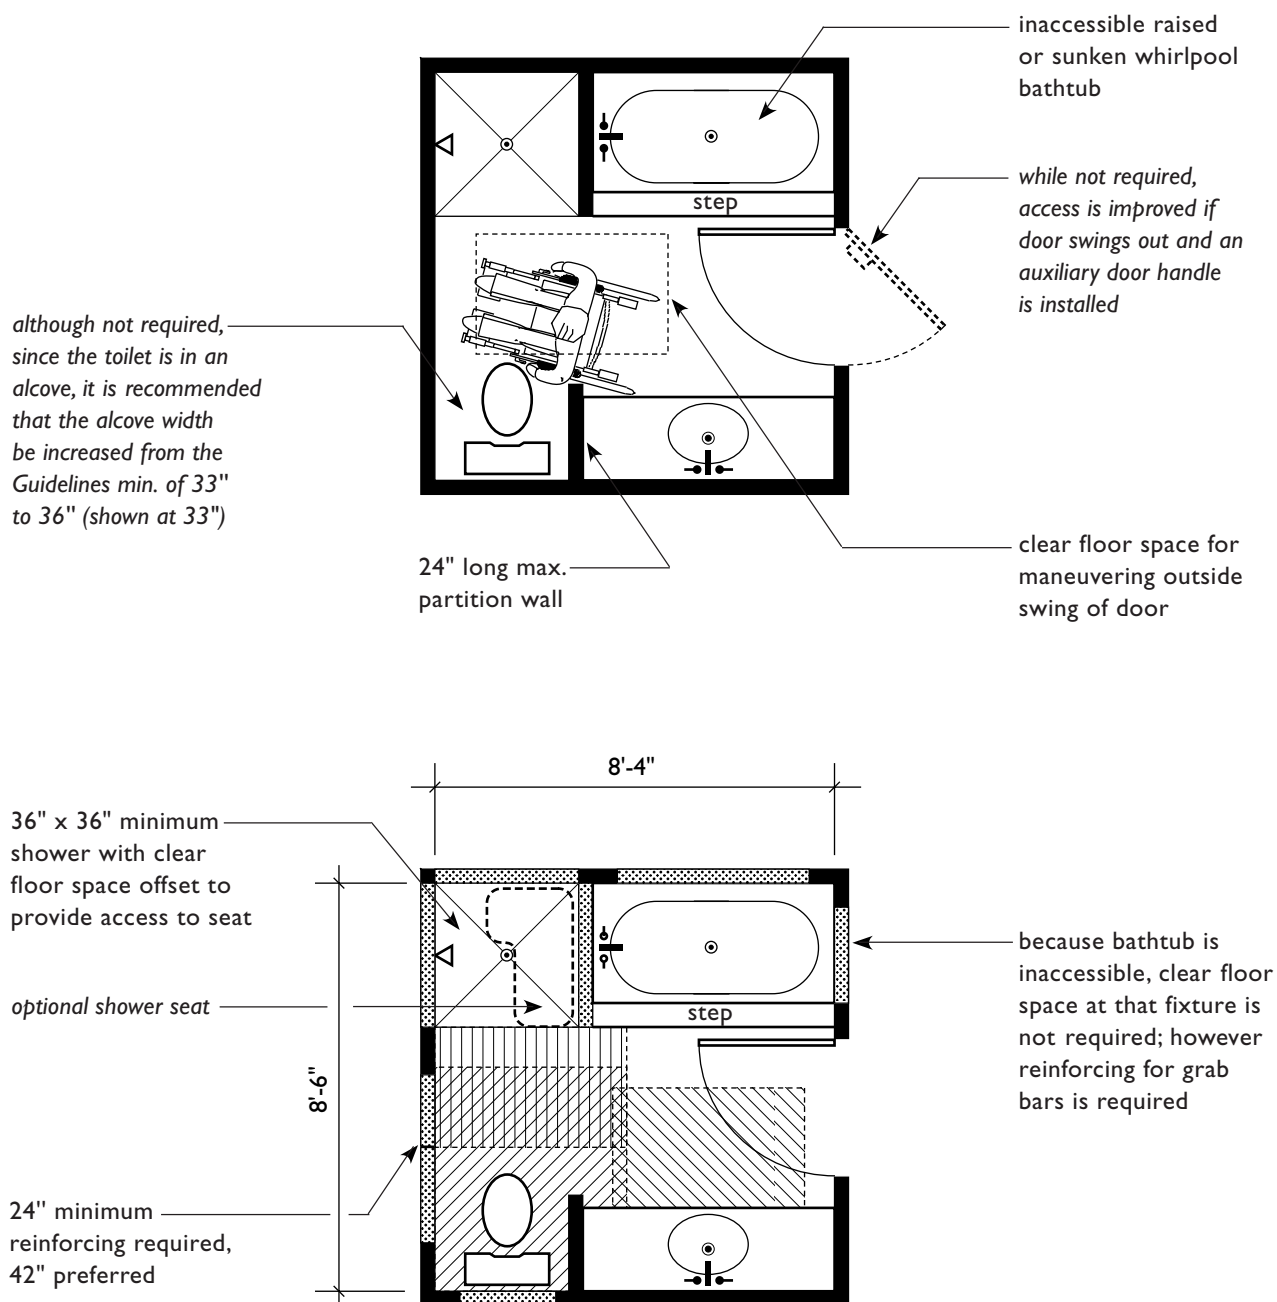 inaccessible raised
or sunken whirlpool
bathtub
while not required,
access is improved if
door swings out and an
auxiliary door handle
is installed
step
although not required,
since the toilet is in an
alcove, it is recommended
that the alcove width
be increased from the
Guidelines min. of 33"
to 36" (shown at 33")
24" long max.
partition wall
clear floor space for
maneuvering outside
swing of door
8'-4"
36" x 36" minimum
shower with clear
floor space offset to
provide access to seat
optional shower seat
step
because bathtub is
inaccessible, clear floor
space at that fixture is
not required; however
reinforcing for grab
bars is required
8'-6"
24" minimum
reinforcing required,
42" preferred